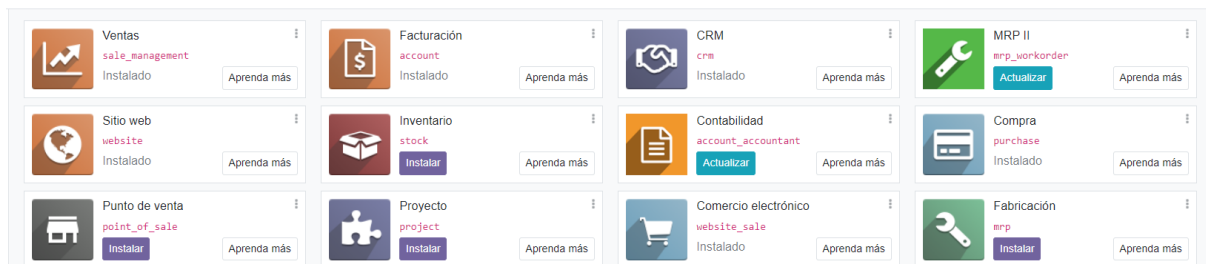 Ventas
sale_management
Instalado
Aprenda más
Facturación
account
Instalado
Aprenda más
CRM
crm
Instalado
Aprenda más
MRP II
mrp_workorder
Actualizar
Aprenda más
Sitio web
website
Instalado
Aprenda más
Inventario
stock
Instalar
Aprenda más
Contabilidad
account_accountant
Actualizar
Aprenda más
Compra
purchase
Instalado
Aprenda más
Punto de venta
point_of_sale
Instalar
Aprenda más
Proyecto
project
Instalar
Aprenda más
Comercio electrónico
website_sale
Instalado
Aprenda más
Fabricación
mrp
Instalar
Aprenda más